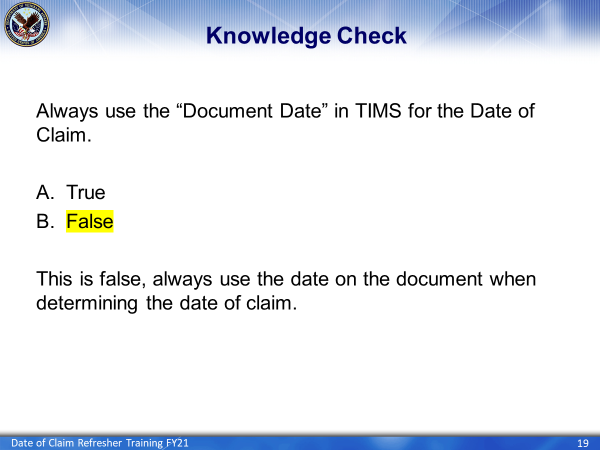 Knowledge Check
Always use the “Document Date” in TIMS for the Date of
Claim.
A. True
B. False
This is false, always use the date on the document when
determining the date of claim.
Date of Claim Refresher Training FY21
19